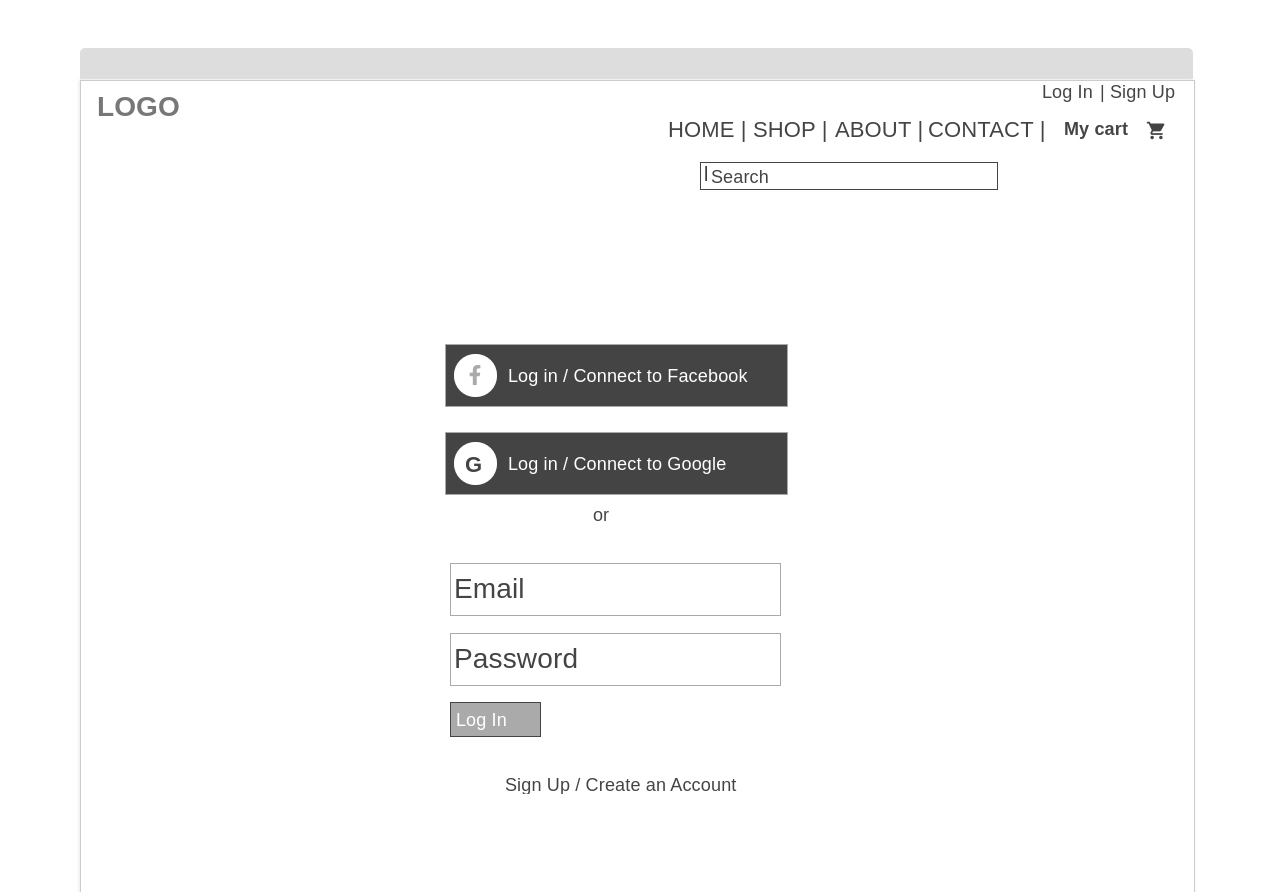 Log In | Sign Up
LOGO
HOME | SHOP | ABOUT | CONTACT | My cart
Search
Log in / Connect to Facebook
G Log in / Connect to Google
or
Email
Password
Log In
Sign Up / Create an Account